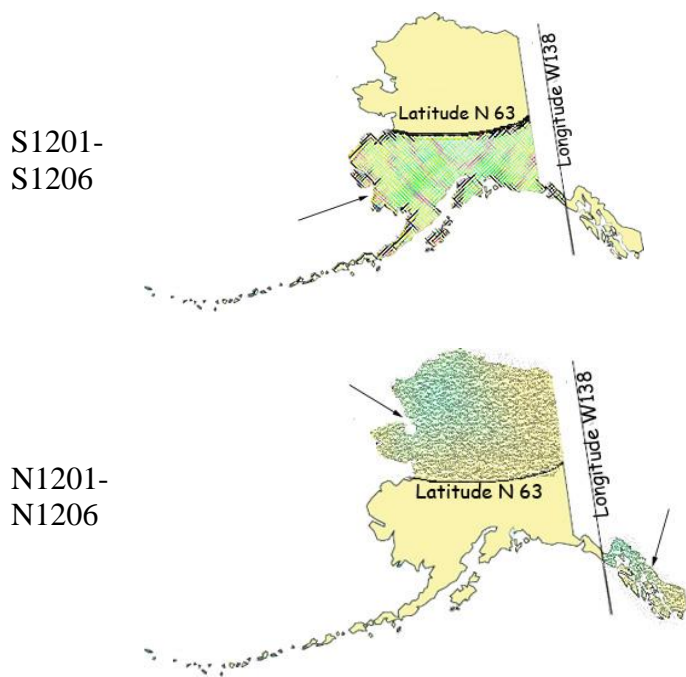 Latitude N 63
Longitude W138
S1201-
S1206
Latitude N 63
Longitude W138
N1201-
N1206